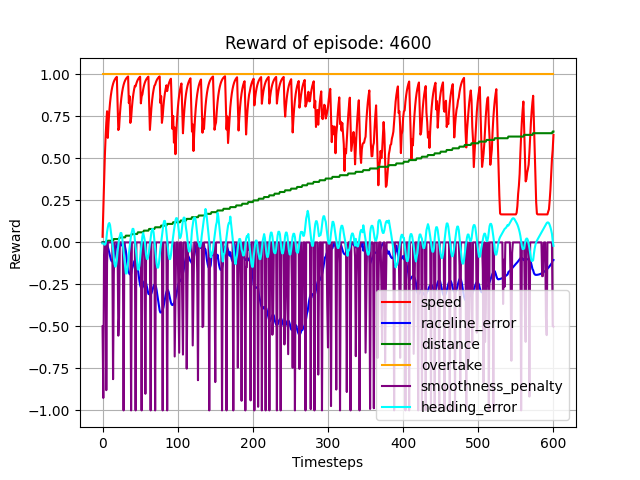 Reward of episode: 4600
Reward
1.00
0.75
0.50
0.25
0.00
−0.25
−0.50
−0.75
−1.00
speed
raceline_error
distance
overtake
smoothness_penalty
heading_error
0 100 200 300 400 500 600
Timesteps